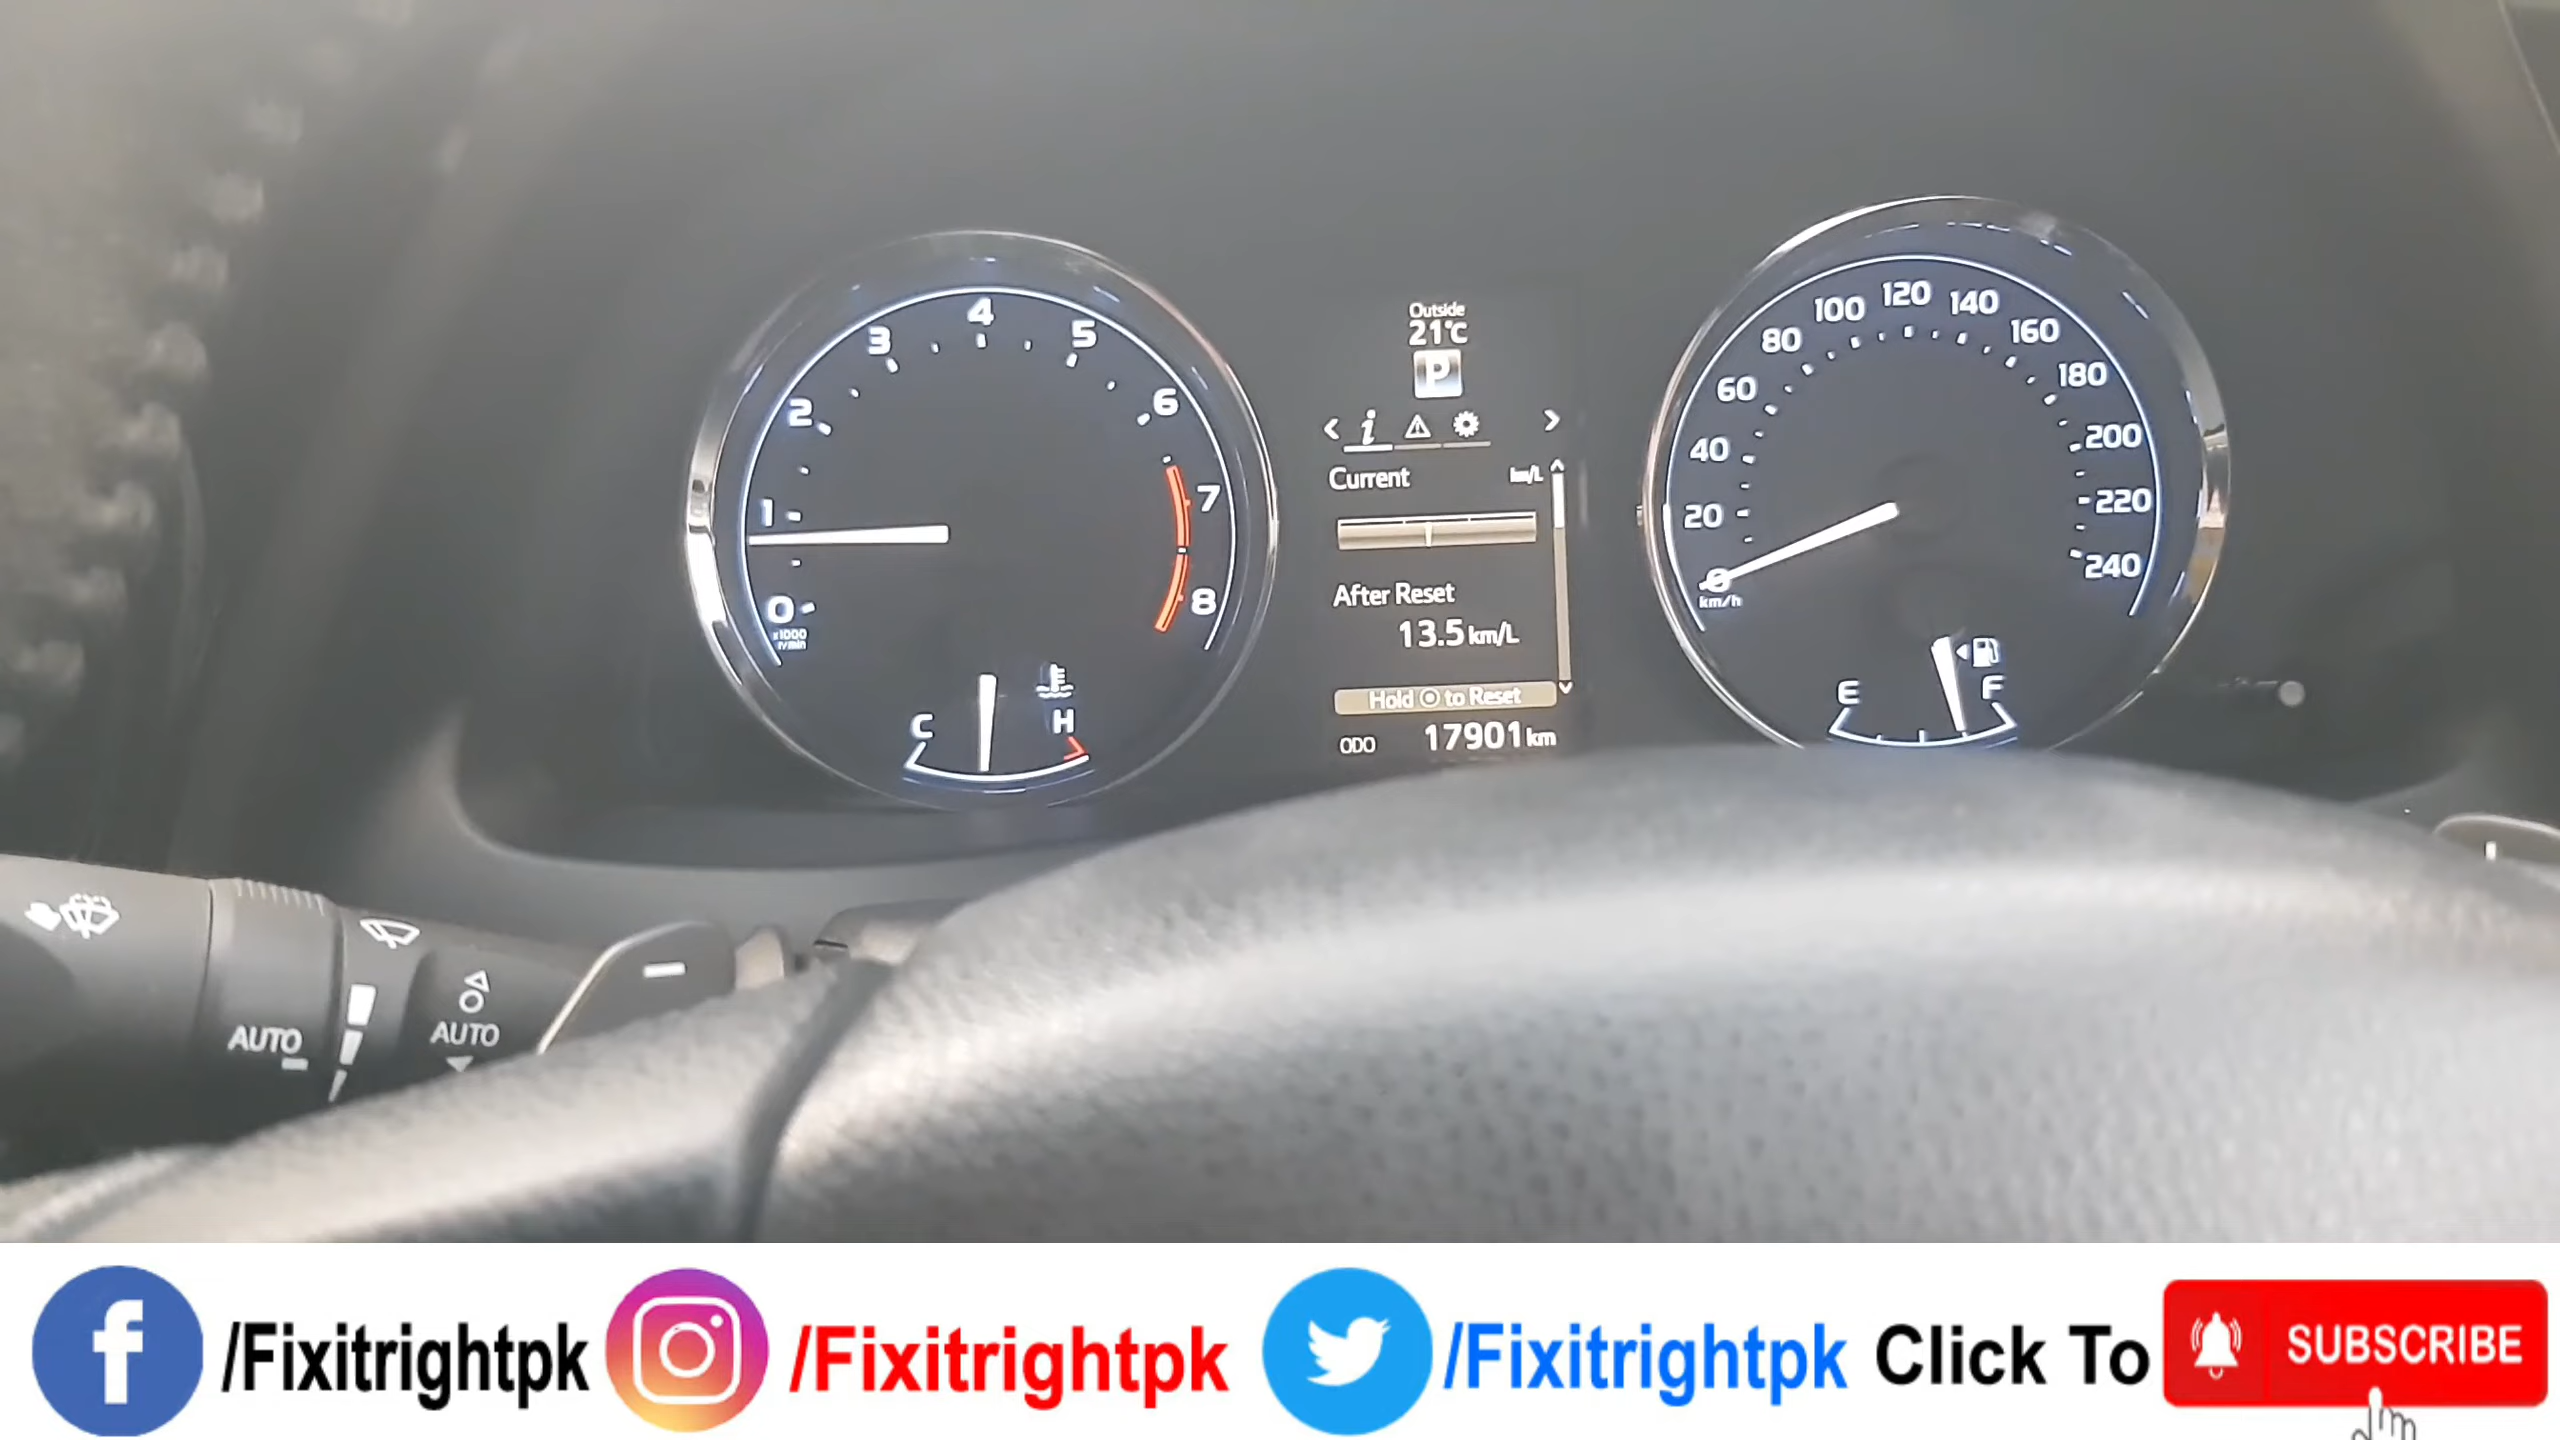 0
1
2
3
4
5
6
7
8
x1000
r/min
C
H
Outside
21°C
P
Current
km/L
After Reset
13.5 km/L
Hold to Reset
ODO 17901 km
0
20
40
60
80
100
120
140
160
180
200
220
240
km/h
E
F
AUTO
AUTO
/Fixitrightpk
/Fixitrightpk
/Fixitrightpk
Click To
SUBSCRIBE